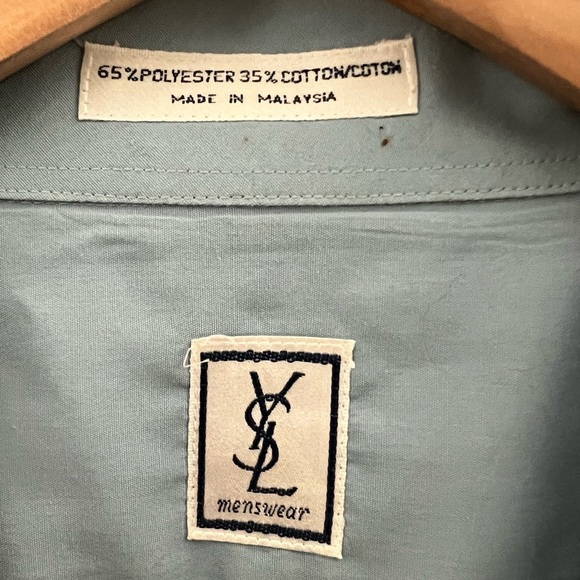 65% POLYESTER 35% COTTON/COTON
MADE IN MALAYSIA
YSL
menswear